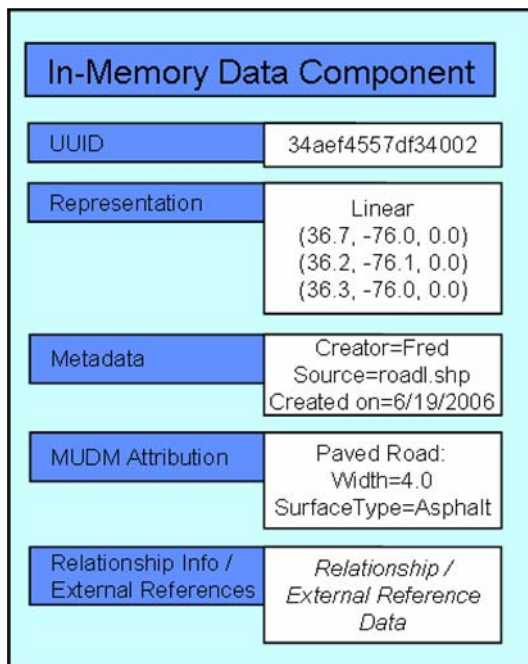 In-Memory Data Component
UUID
34aef4557df34002
Representation
Linear
(36.7, -76.0, 0.0)
(36.2, -76.1, 0.0)
(36.3, -76.0, 0.0)
Metadata
Creator=Fred
Source=roadl.shp
Created on=6/19/2006
MUDM Attribution
Paved Road:
Width=4.0
SurfaceType=Asphalt
Relationship Info /
External References
Relationship /
External Reference
Data